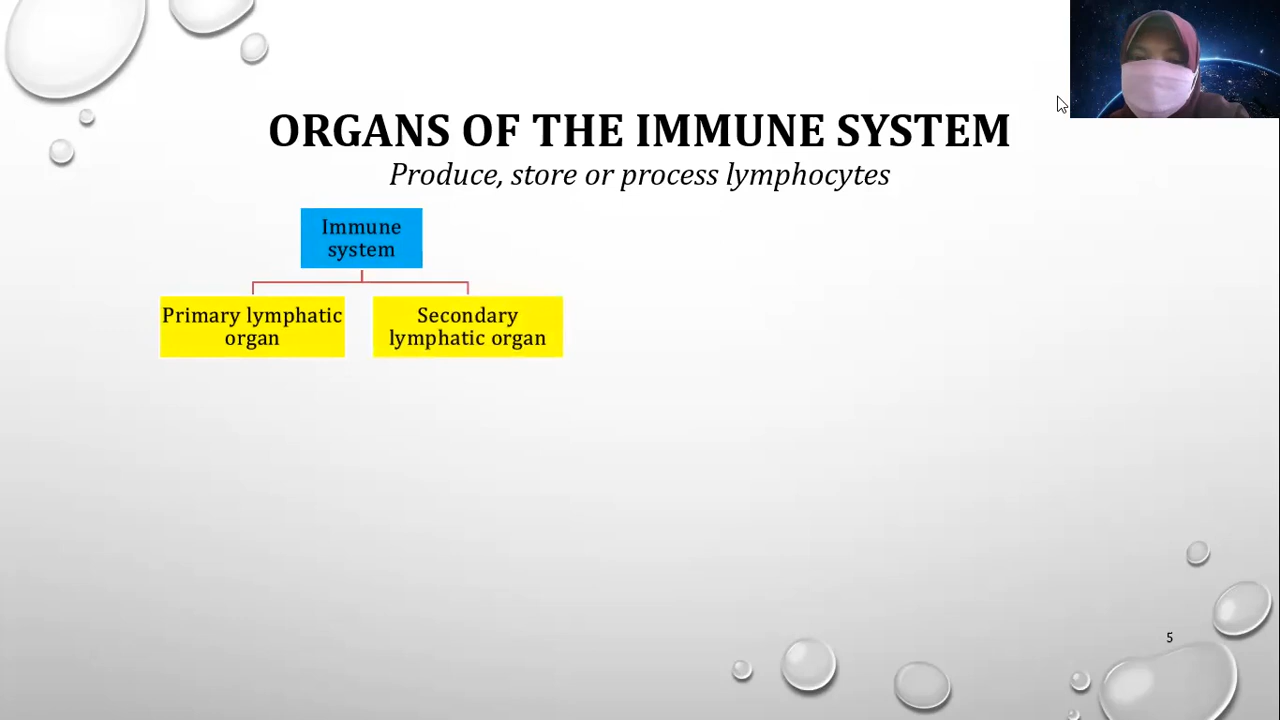 ORGANS OF THE IMMUNE SYSTEM
Produce, store or process lymphocytes
Immune
system
Primary lymphatic
organ
Secondary
lymphatic organ
5